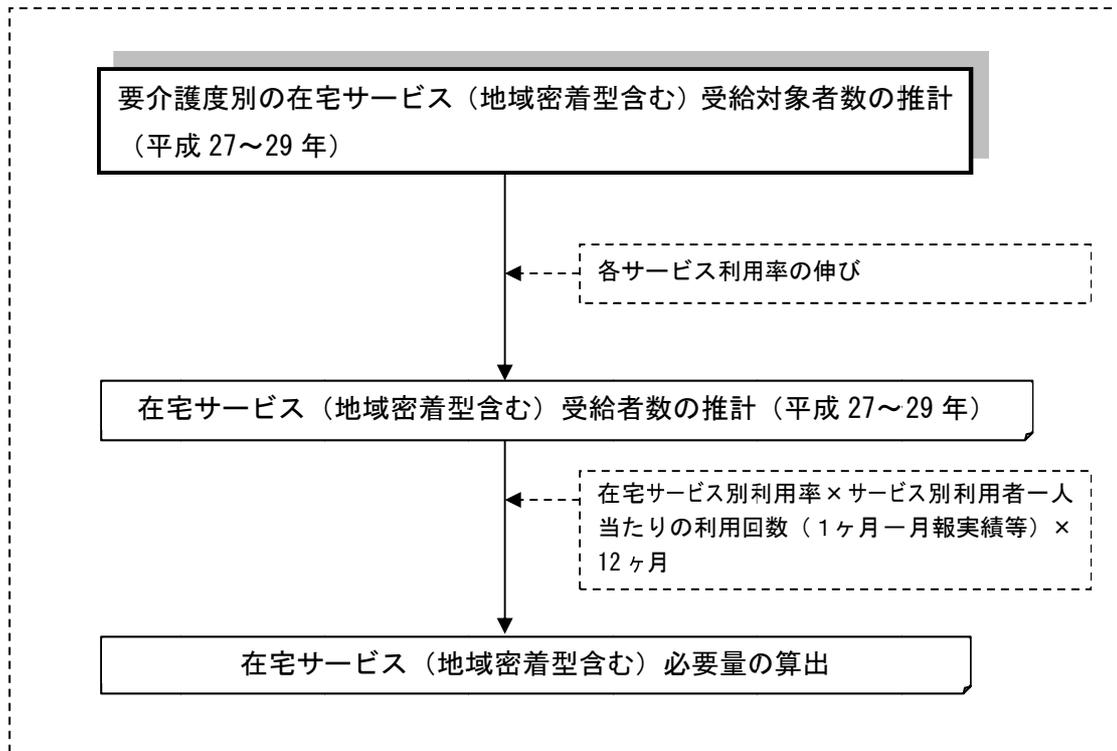 要介護度別の在宅サービス（地域密着型含む）受給対象者数の推計
（平成 27～29 年）
各サービス利用率の伸び
在宅サービス（地域密着型含む）受給者数の推計（平成 27～29 年）
在宅サービス別利用率×サービス別利用者一人
当たりの利用回数（１ヶ月－月報実績等）×
12 ヶ月
在宅サービス（地域密着型含む）必要量の算出